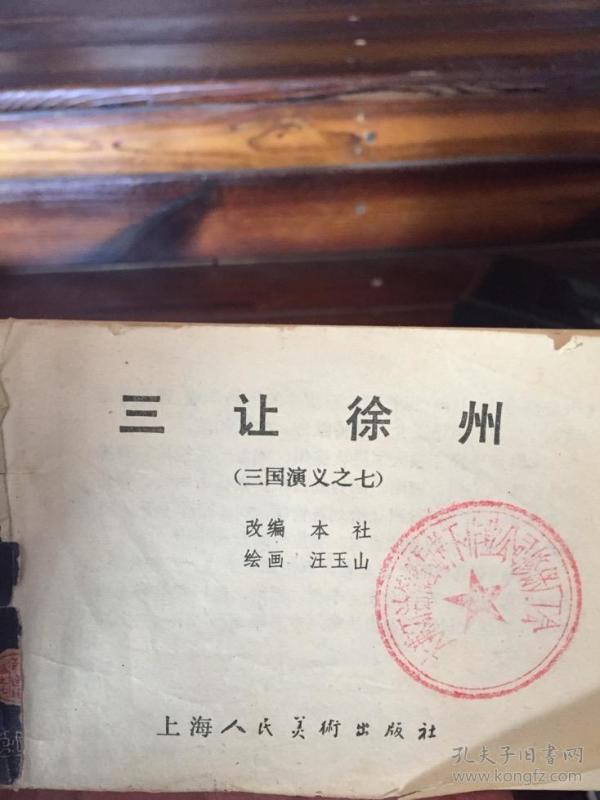 三让徐州
(三国演义之七)
改编 本社
绘画 汪玉山
上海人民美術出版社
孔夫子旧书网
www.kongfz.com